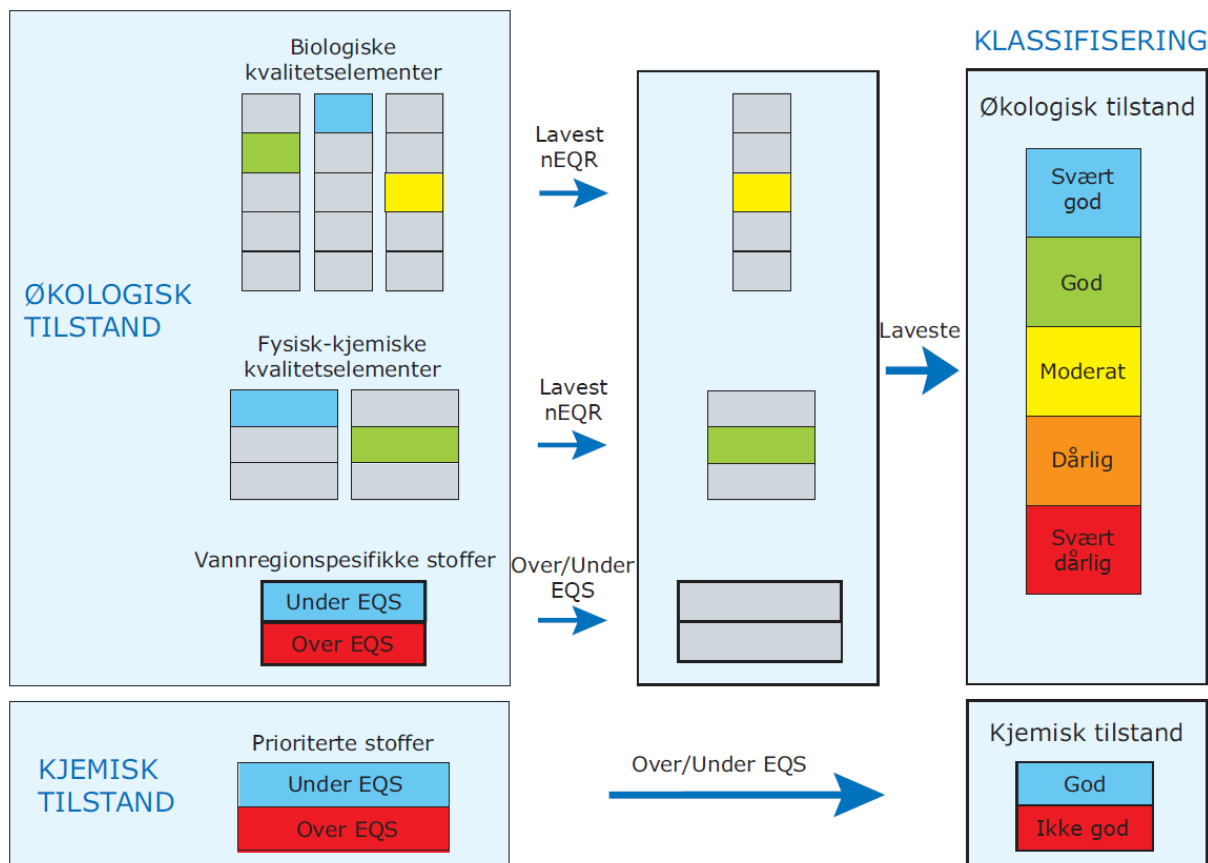 KLASSIFISERING
Biologiske
kvalitetselementer
ØKOLOGISK
TILSTAND
Fysisk-kjemiske
kvalitetselementer
Vannregionspesifikke stoffer
Under EQS
Over EQS
Lavest
nEQR
Lavest
nEQR
Over/Under
EQS
Laveste
Økologisk tilstand
Svært
god
God
Moderat
Dårlig
Svært
dårlig
KJEMISK
TILSTAND
Prioriterte stoffer
Under EQS
Over EQS
Over/Under EQS
Kjemisk tilstand
God
Ikke god